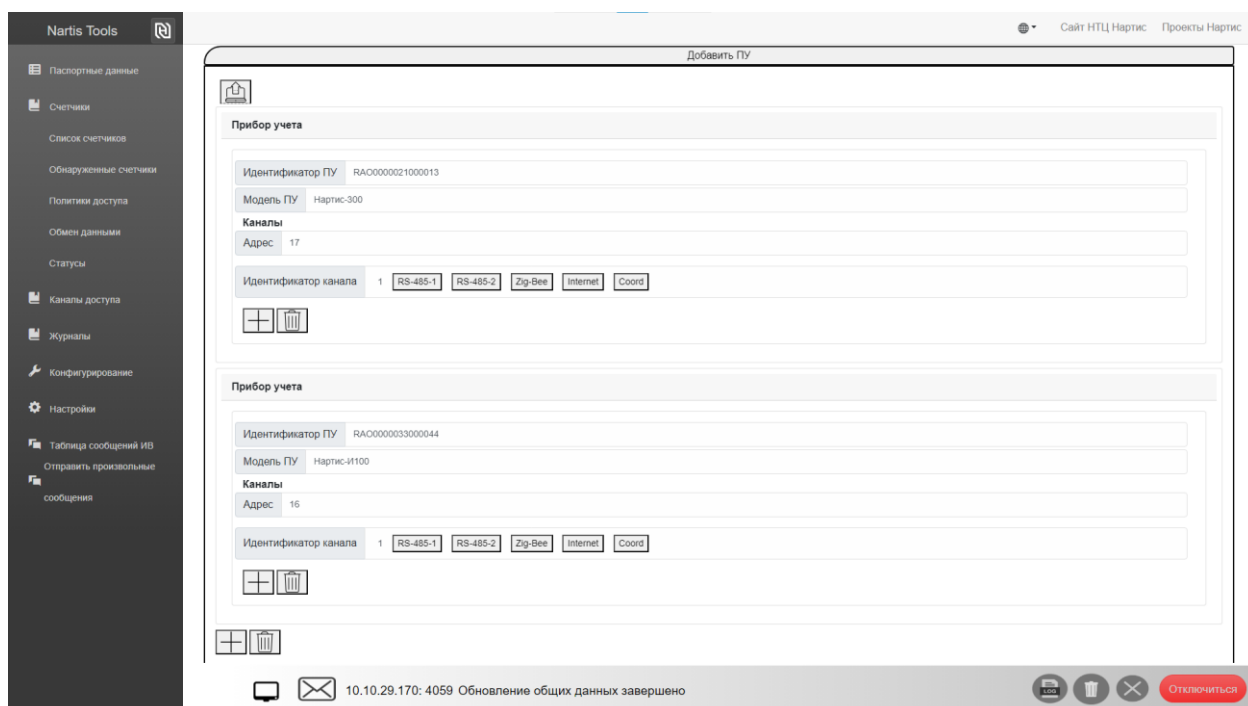 Nartis Tools
Сайт НТЦ Нартис Проекты Нартис
Паспортные данные
Счетчики
Список счетчиков
Обнаруженные счетчики
Политики доступа
Обмен данными
Статусы
Каналы доступа
Журналы
Конфигурирование
Настройки
Таблица сообщений ИВ
Отправить произвольные
сообщения
Добавить ПУ
Прибор учета
Идентификатор ПУ RAO0000021000013
Модель ПУ Нартис-300
Каналы
Адрес 17
Идентификатор канала 1 RS-485-1 RS-485-2 Zig-Bee Internet Coord
Прибор учета
Идентификатор ПУ RAO0000033000044
Модель ПУ Нартис-И100
Каналы
Адрес 16
Идентификатор канала 1 RS-485-1 RS-485-2 Zig-Bee Internet Coord
10.10.29.170: 4059 Обновление общих данных завершено
LOG
Отключиться